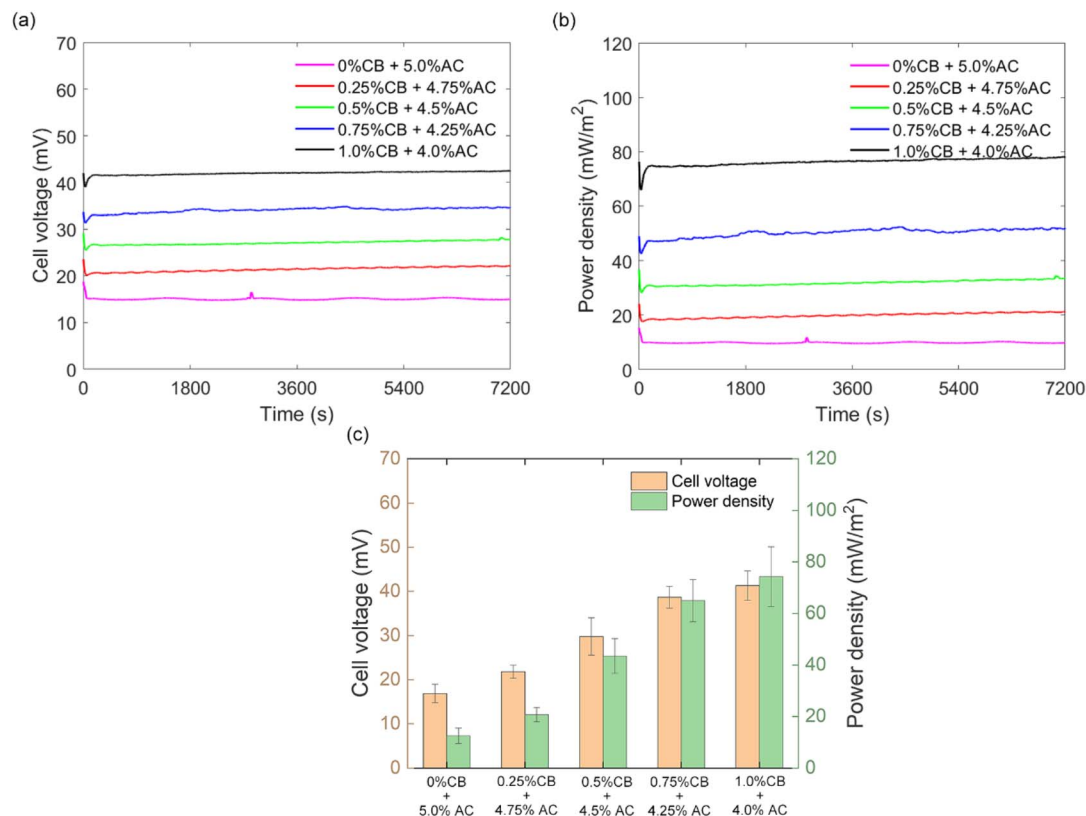 (a)
70
60
50
40
30
20
10
0
Cell voltage (mV)
0%CB + 5.0%AC
0.25%CB + 4.75%AC
0.5%CB + 4.5%AC
0.75%CB + 4.25%AC
1.0%CB + 4.0%AC
0 1800 3600 5400 7200
Time (s)
(b)
120
100
80
60
40
20
0
Power density (mW/m²)
0%CB + 5.0%AC
0.25%CB + 4.75%AC
0.5%CB + 4.5%AC
0.75%CB + 4.25%AC
1.0%CB + 4.0%AC
0 1800 3600 5400 7200
Time (s)
(c)
70
60
50
40
30
20
10
0
Cell voltage (mV)
Cell voltage
Power density
120
100
80
60
40
20
0
Power density (mW/m²)
0%CB
+
5.0% AC
0.25%CB
+
4.75% AC
0.5%CB
+
4.5% AC
0.75%CB
+
4.25% AC
1.0%CB
+
4.0% AC